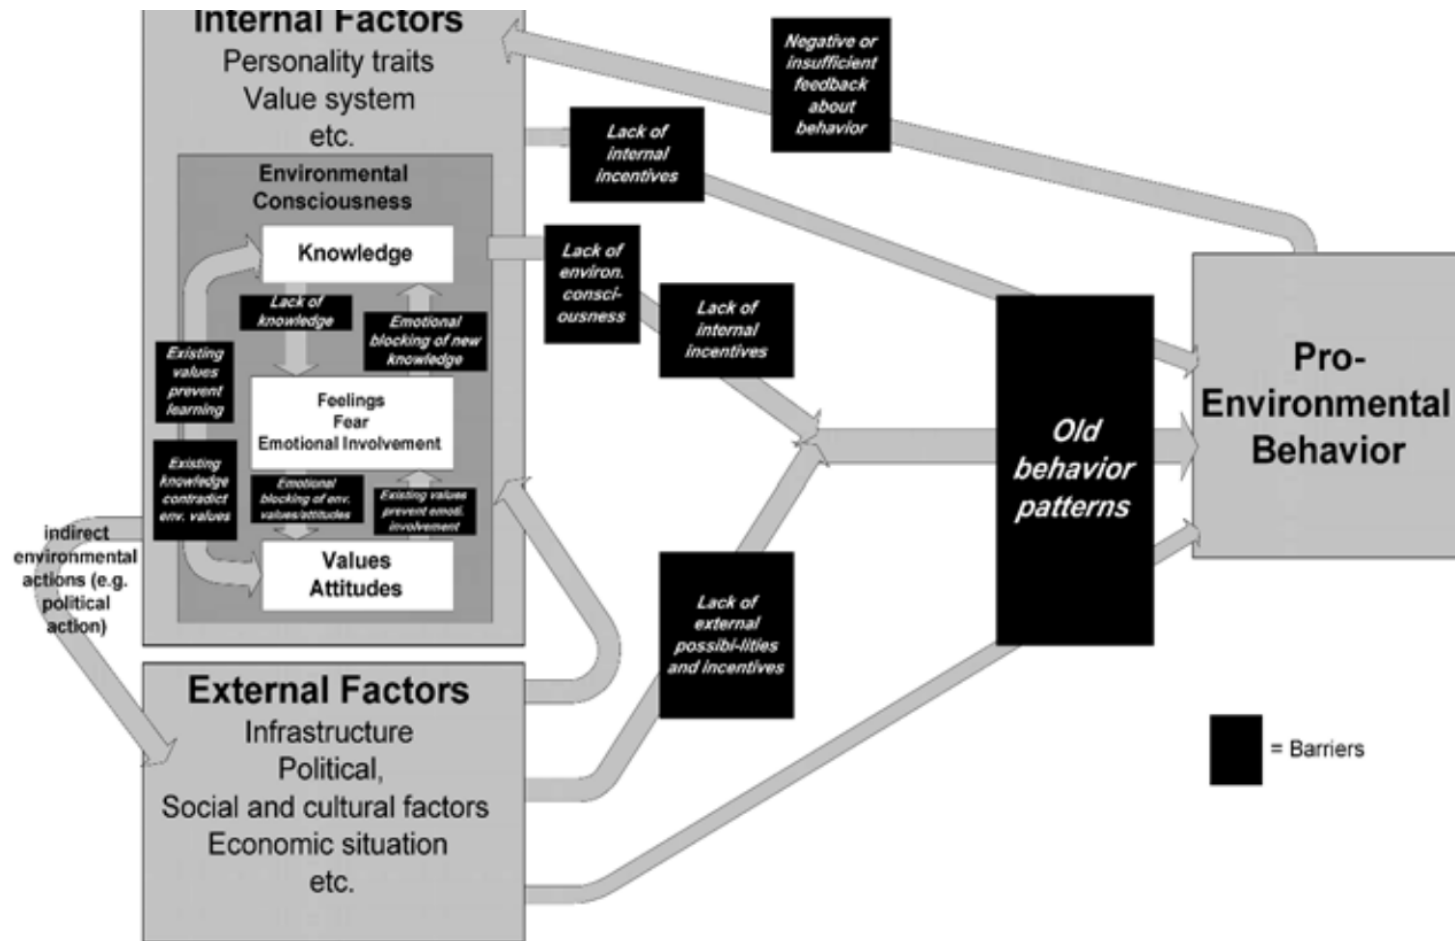 Internal Factors
Personality traits
Value system
etc.
Environmental
Consciousness
Knowledge
Lack of
knowledge
Emotional
blocking of new
knowledge
Existing
values
prevent
learning
Feelings
Fear
Emotional Involvement
Existing
knowledge
contradict
env. values
Emotional
blocking of env.
values/attitudes
Existing values
prevent emoti.
involvement
Values
Attitudes
indirect
environmental
actions (e.g.
political
action)
External Factors
Infrastructure
Political,
Social and cultural factors
Economic situation
etc.
Negative or
insufficient
feedback
about
behavior
Lack of
internal
incentives
Lack of
environ.
consci-
ousness
Lack of
internal
incentives
Lack of
external
possibi-lities
and incentives
Old
behavior
patterns
Pro-
Environmental
Behavior
= Barriers